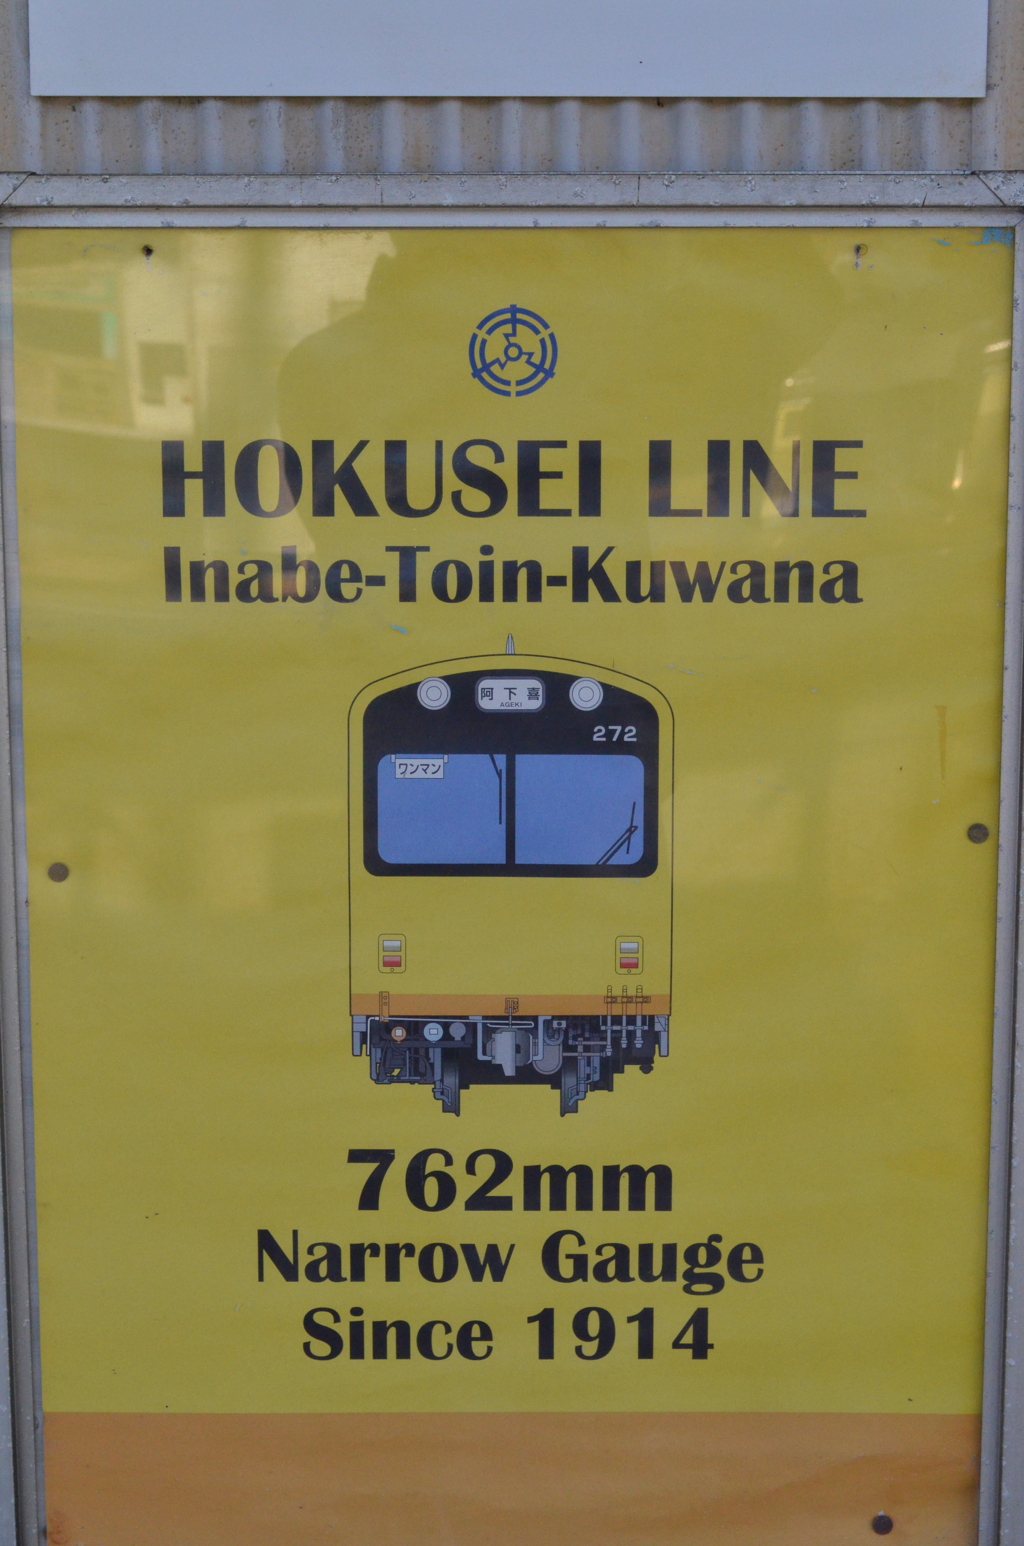 HOKUSEI LINE
Inabe-Toin-Kuwana
阿下喜
AGEKI
272
ワンマン
762mm
Narrow Gauge
Since 1914